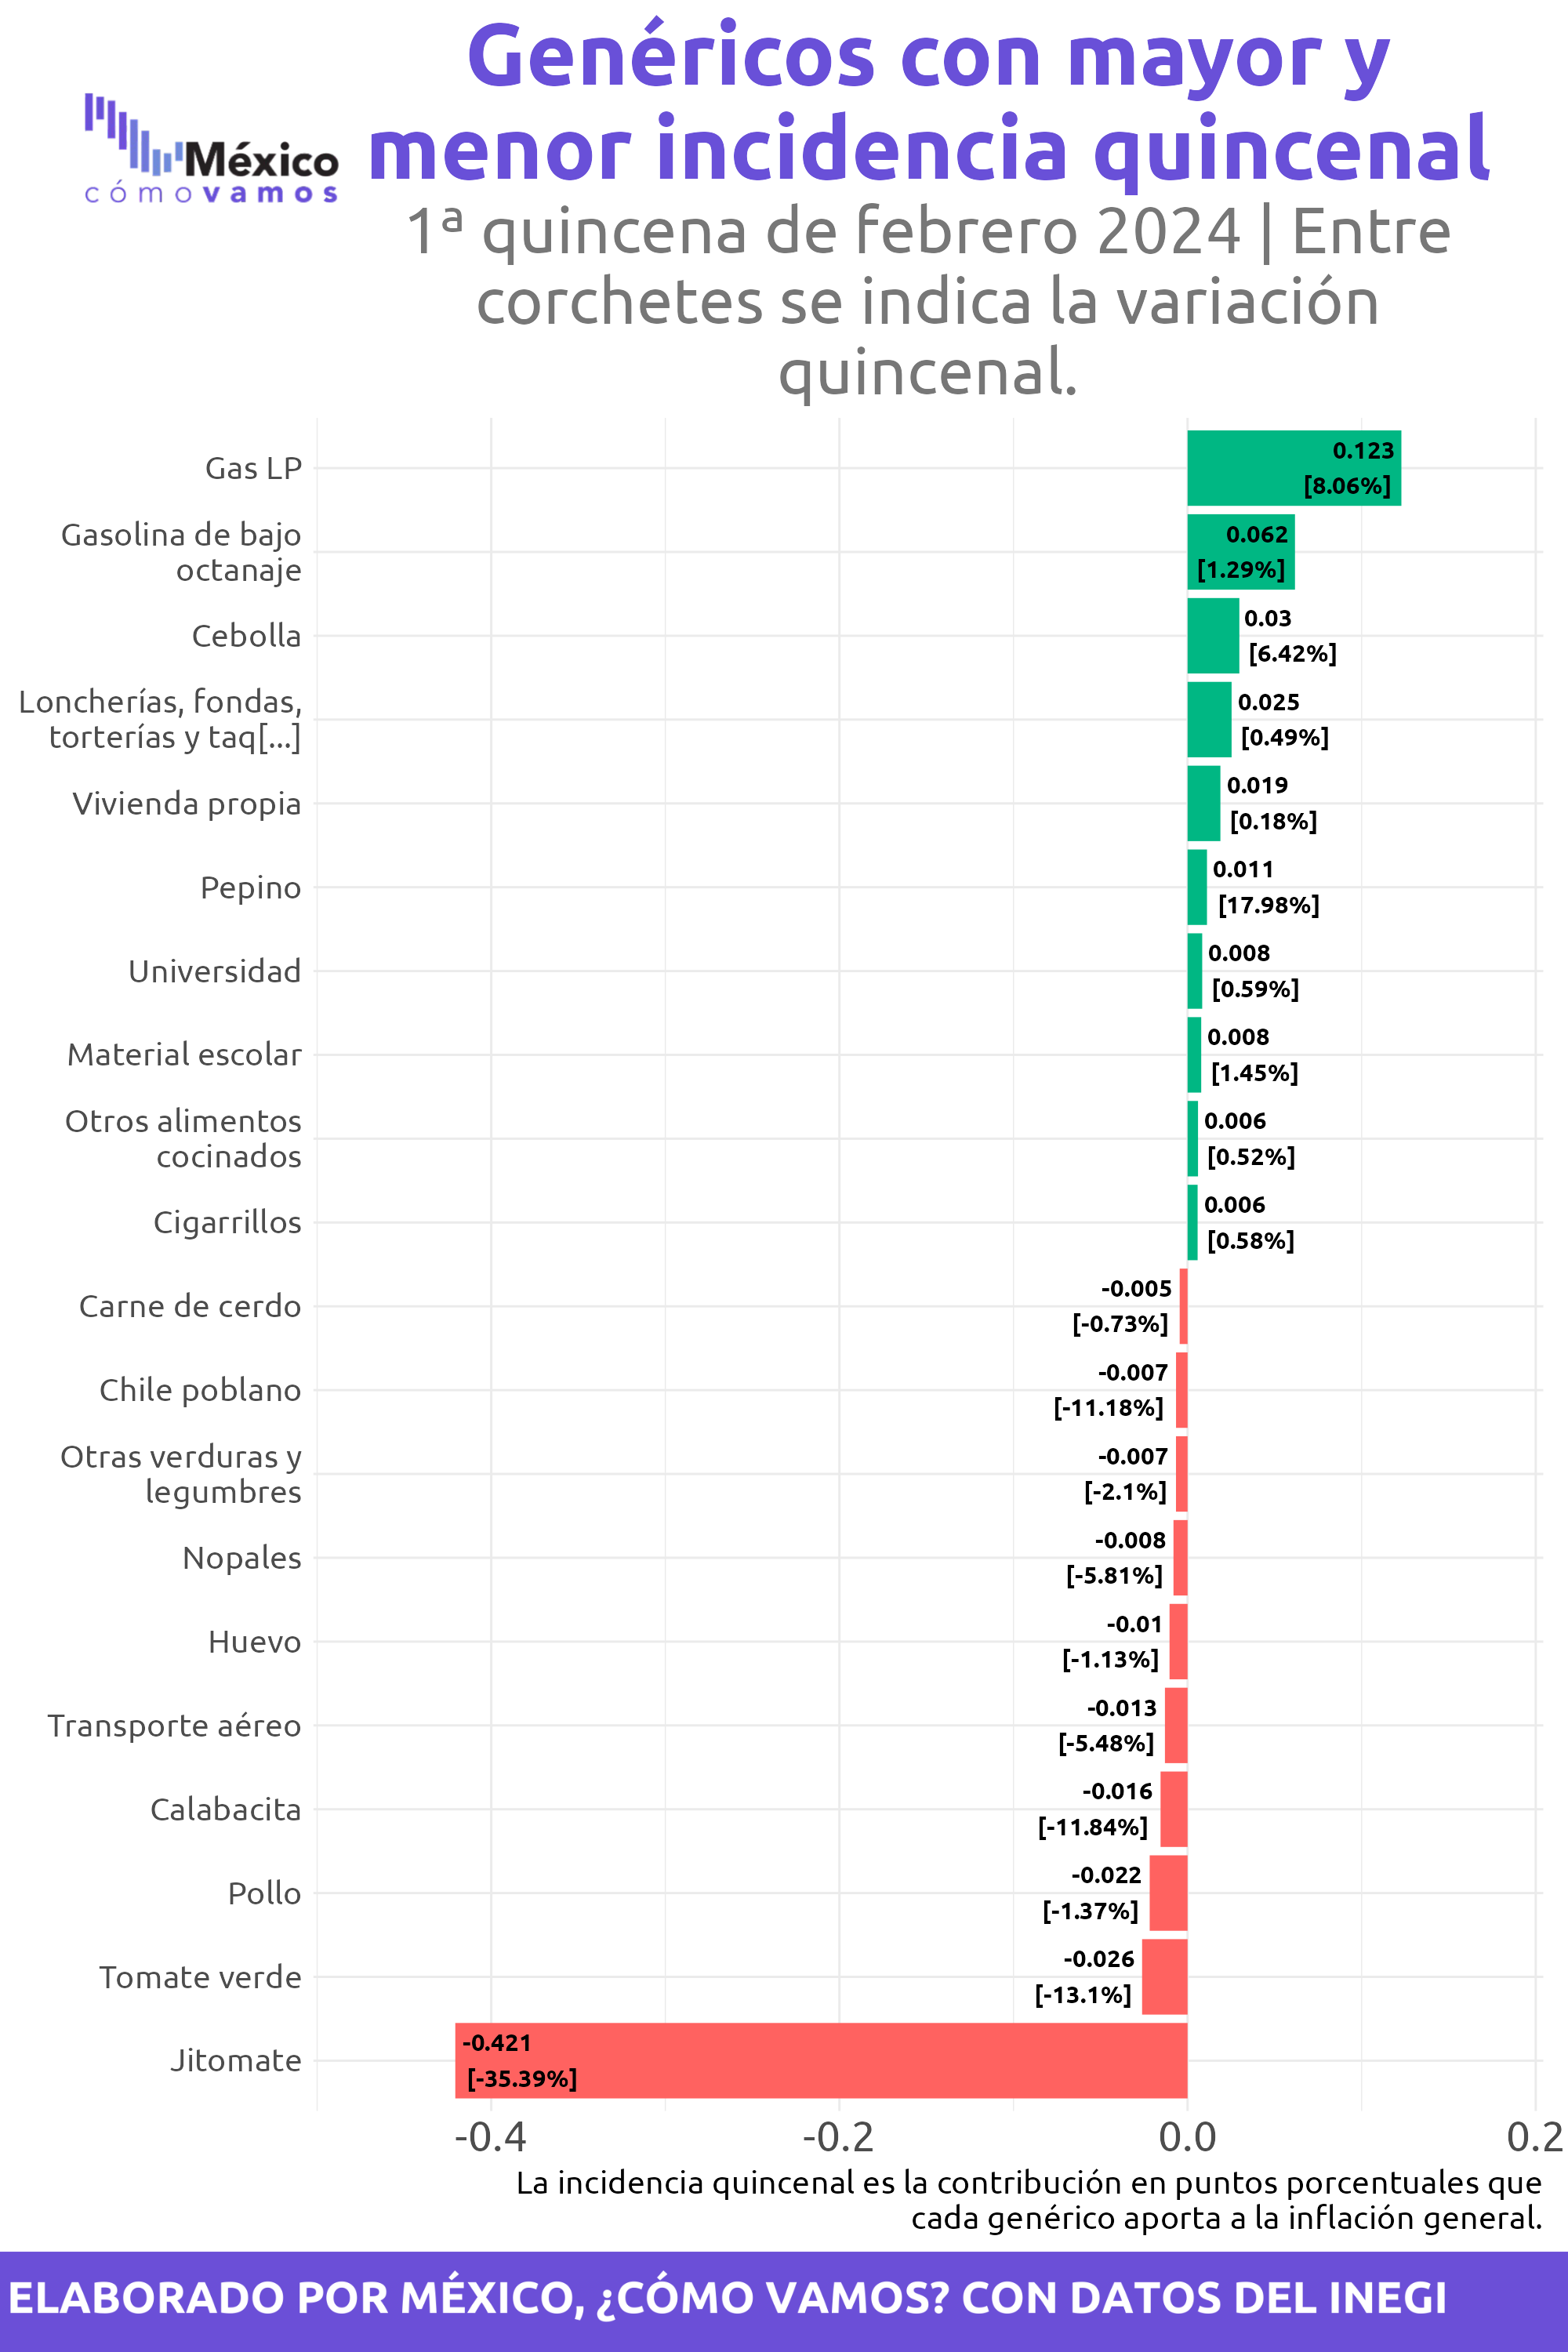 Genéricos con mayor y
menor incidencia quincenal
México
cómovamos
1ª quincena de febrero 2024 | Entre
corchetes se indica la variación
quincenal.
Gas LP
0.123
[8.06%]
Gasolina de bajo
octanaje
0.062
[1.29%]
Cebolla
0.03
[6.42%]
Loncherías, fondas,
torterías y taq[...]
0.025
[0.49%]
Vivienda propia
0.019
[0.18%]
Pepino
0.011
[17.98%]
Universidad
0.008
[0.59%]
Material escolar
0.008
[1.45%]
Otros alimentos
cocinados
0.006
[0.52%]
Cigarrillos
0.006
[0.58%]
Carne de cerdo
-0.005
[-0.73%]
Chile poblano
-0.007
[-11.18%]
Otras verduras y
legumbres
-0.007
[-2.1%]
Nopales
-0.008
[-5.81%]
Huevo
-0.01
[-1.13%]
Transporte aéreo
-0.013
[-5.48%]
Calabacita
-0.016
[-11.84%]
Pollo
-0.022
[-1.37%]
Tomate verde
-0.026
[-13.1%]
Jitomate
-0.421
[-35.39%]
-0.4 -0.2 0.0 0.2
La incidencia quincenal es la contribución en puntos porcentuales que
cada genérico aporta a la inflación general.
ELABORADO POR MÉXICO, ¿CÓMO VAMOS? CON DATOS DEL INEGI